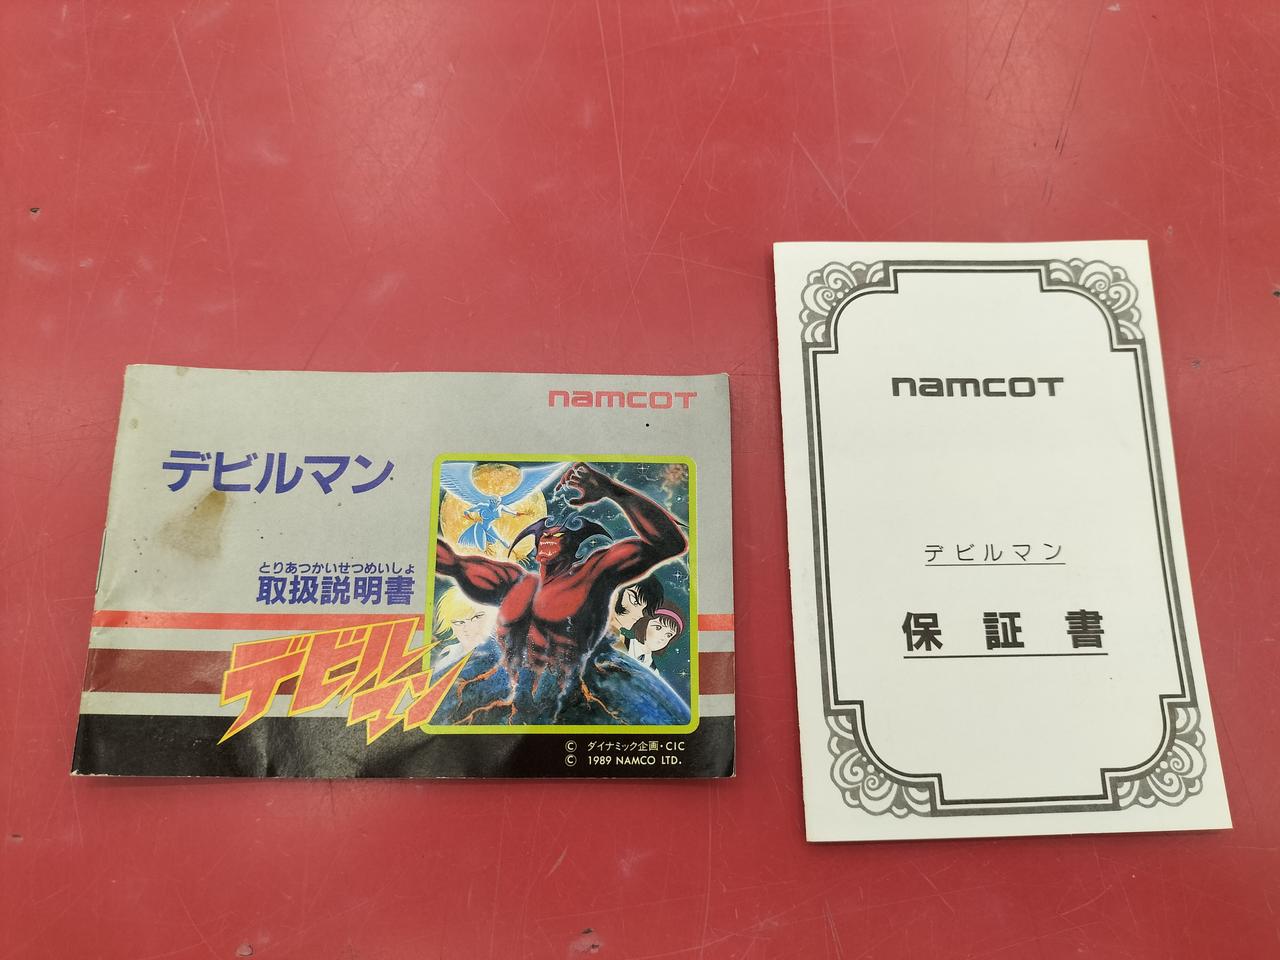 namcot
デビルマン
とりあつかいせつめいしょ
取扱説明書
デビルマン
© ダイナミック企画・CIC
© 1989 NAMCO LTD.
namcot
デビルマン
保証書